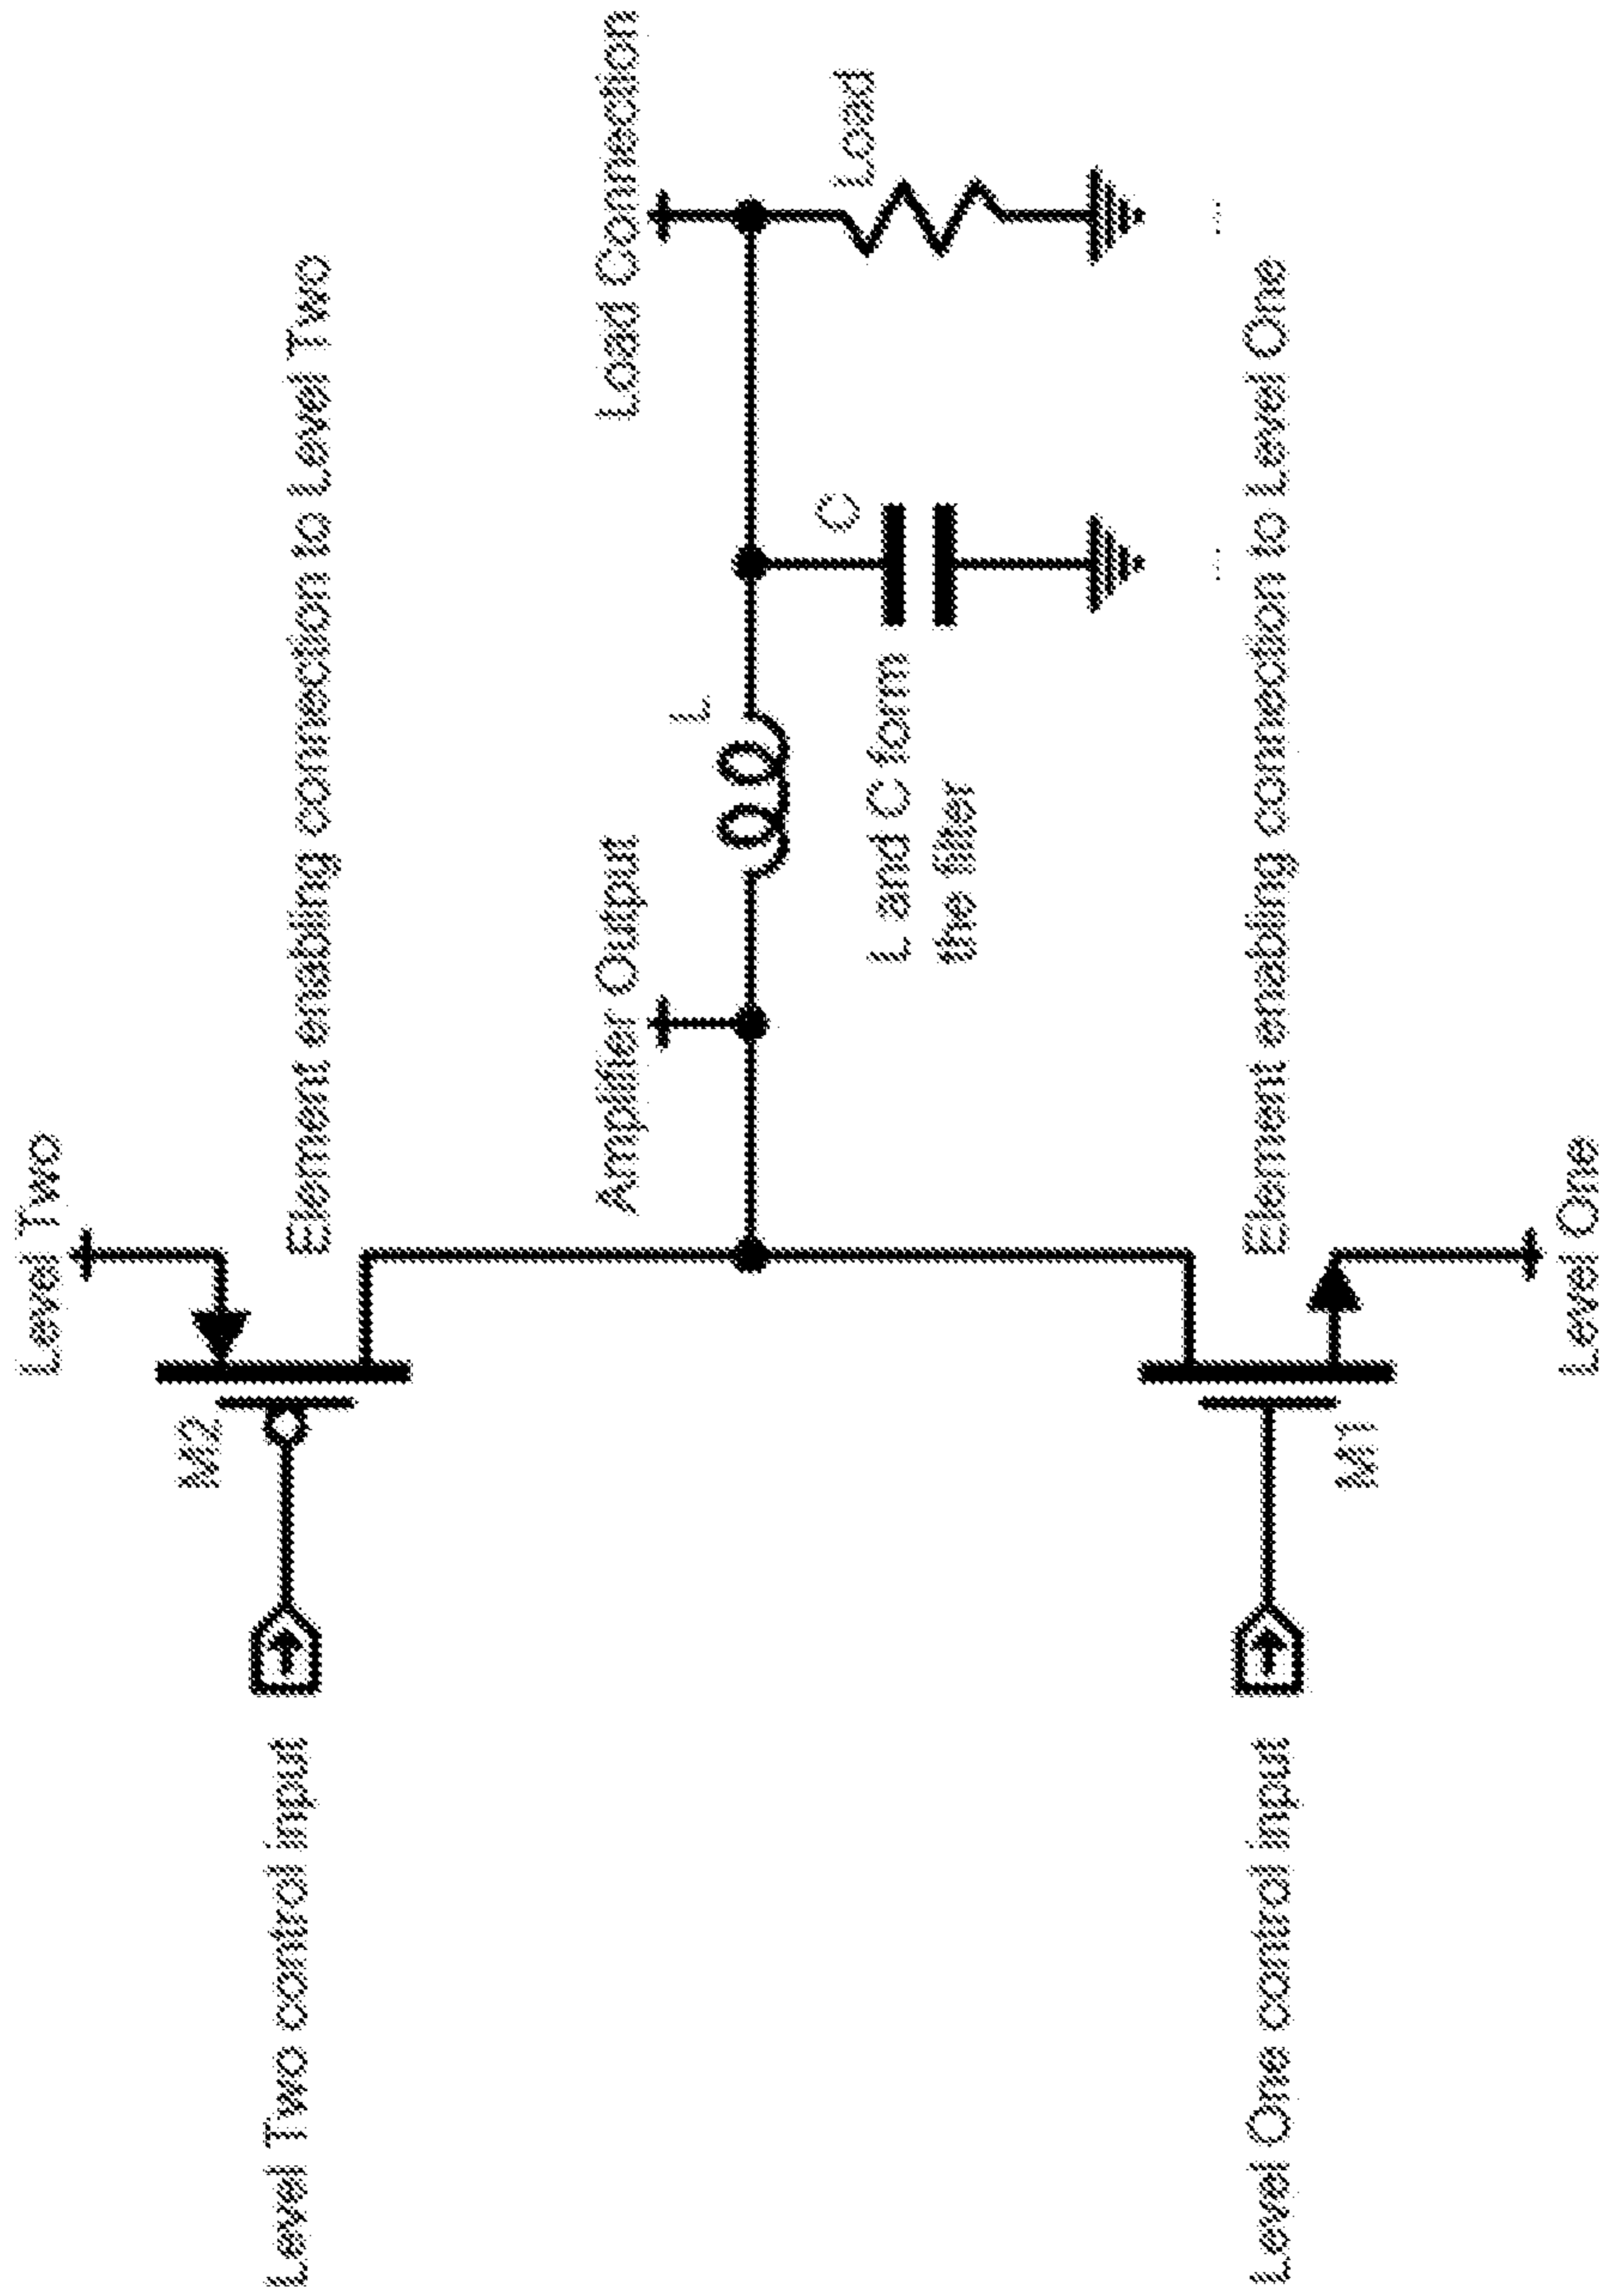 Level Two
M2
Element enabling connection to Level Two
Level Two control input
Amplifier Output
Load Connection
L
C
Load
L and C form
the filter
Element enabling connection to Level One
Level One control input
M1
Level One